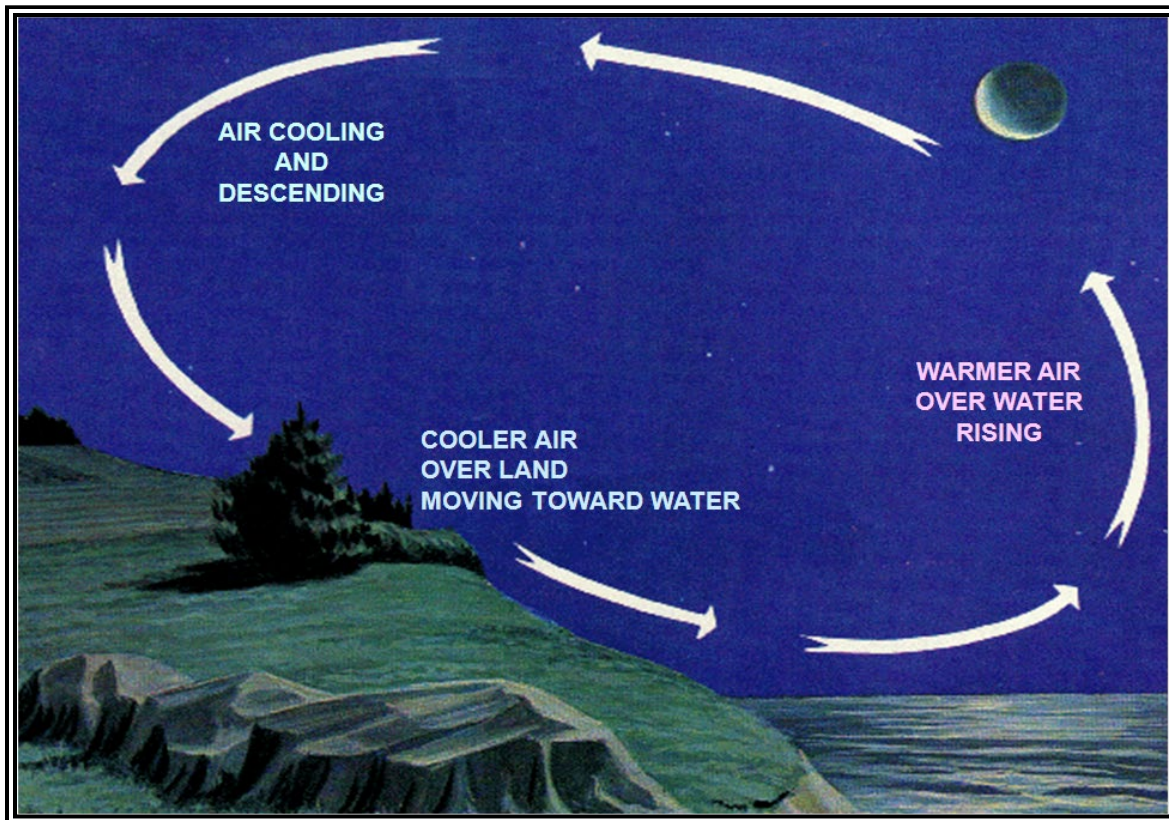 AIR COOLING
AND
DESCENDING
WARMER AIR
OVER WATER
RISING
COOLER AIR
OVER LAND
MOVING TOWARD WATER